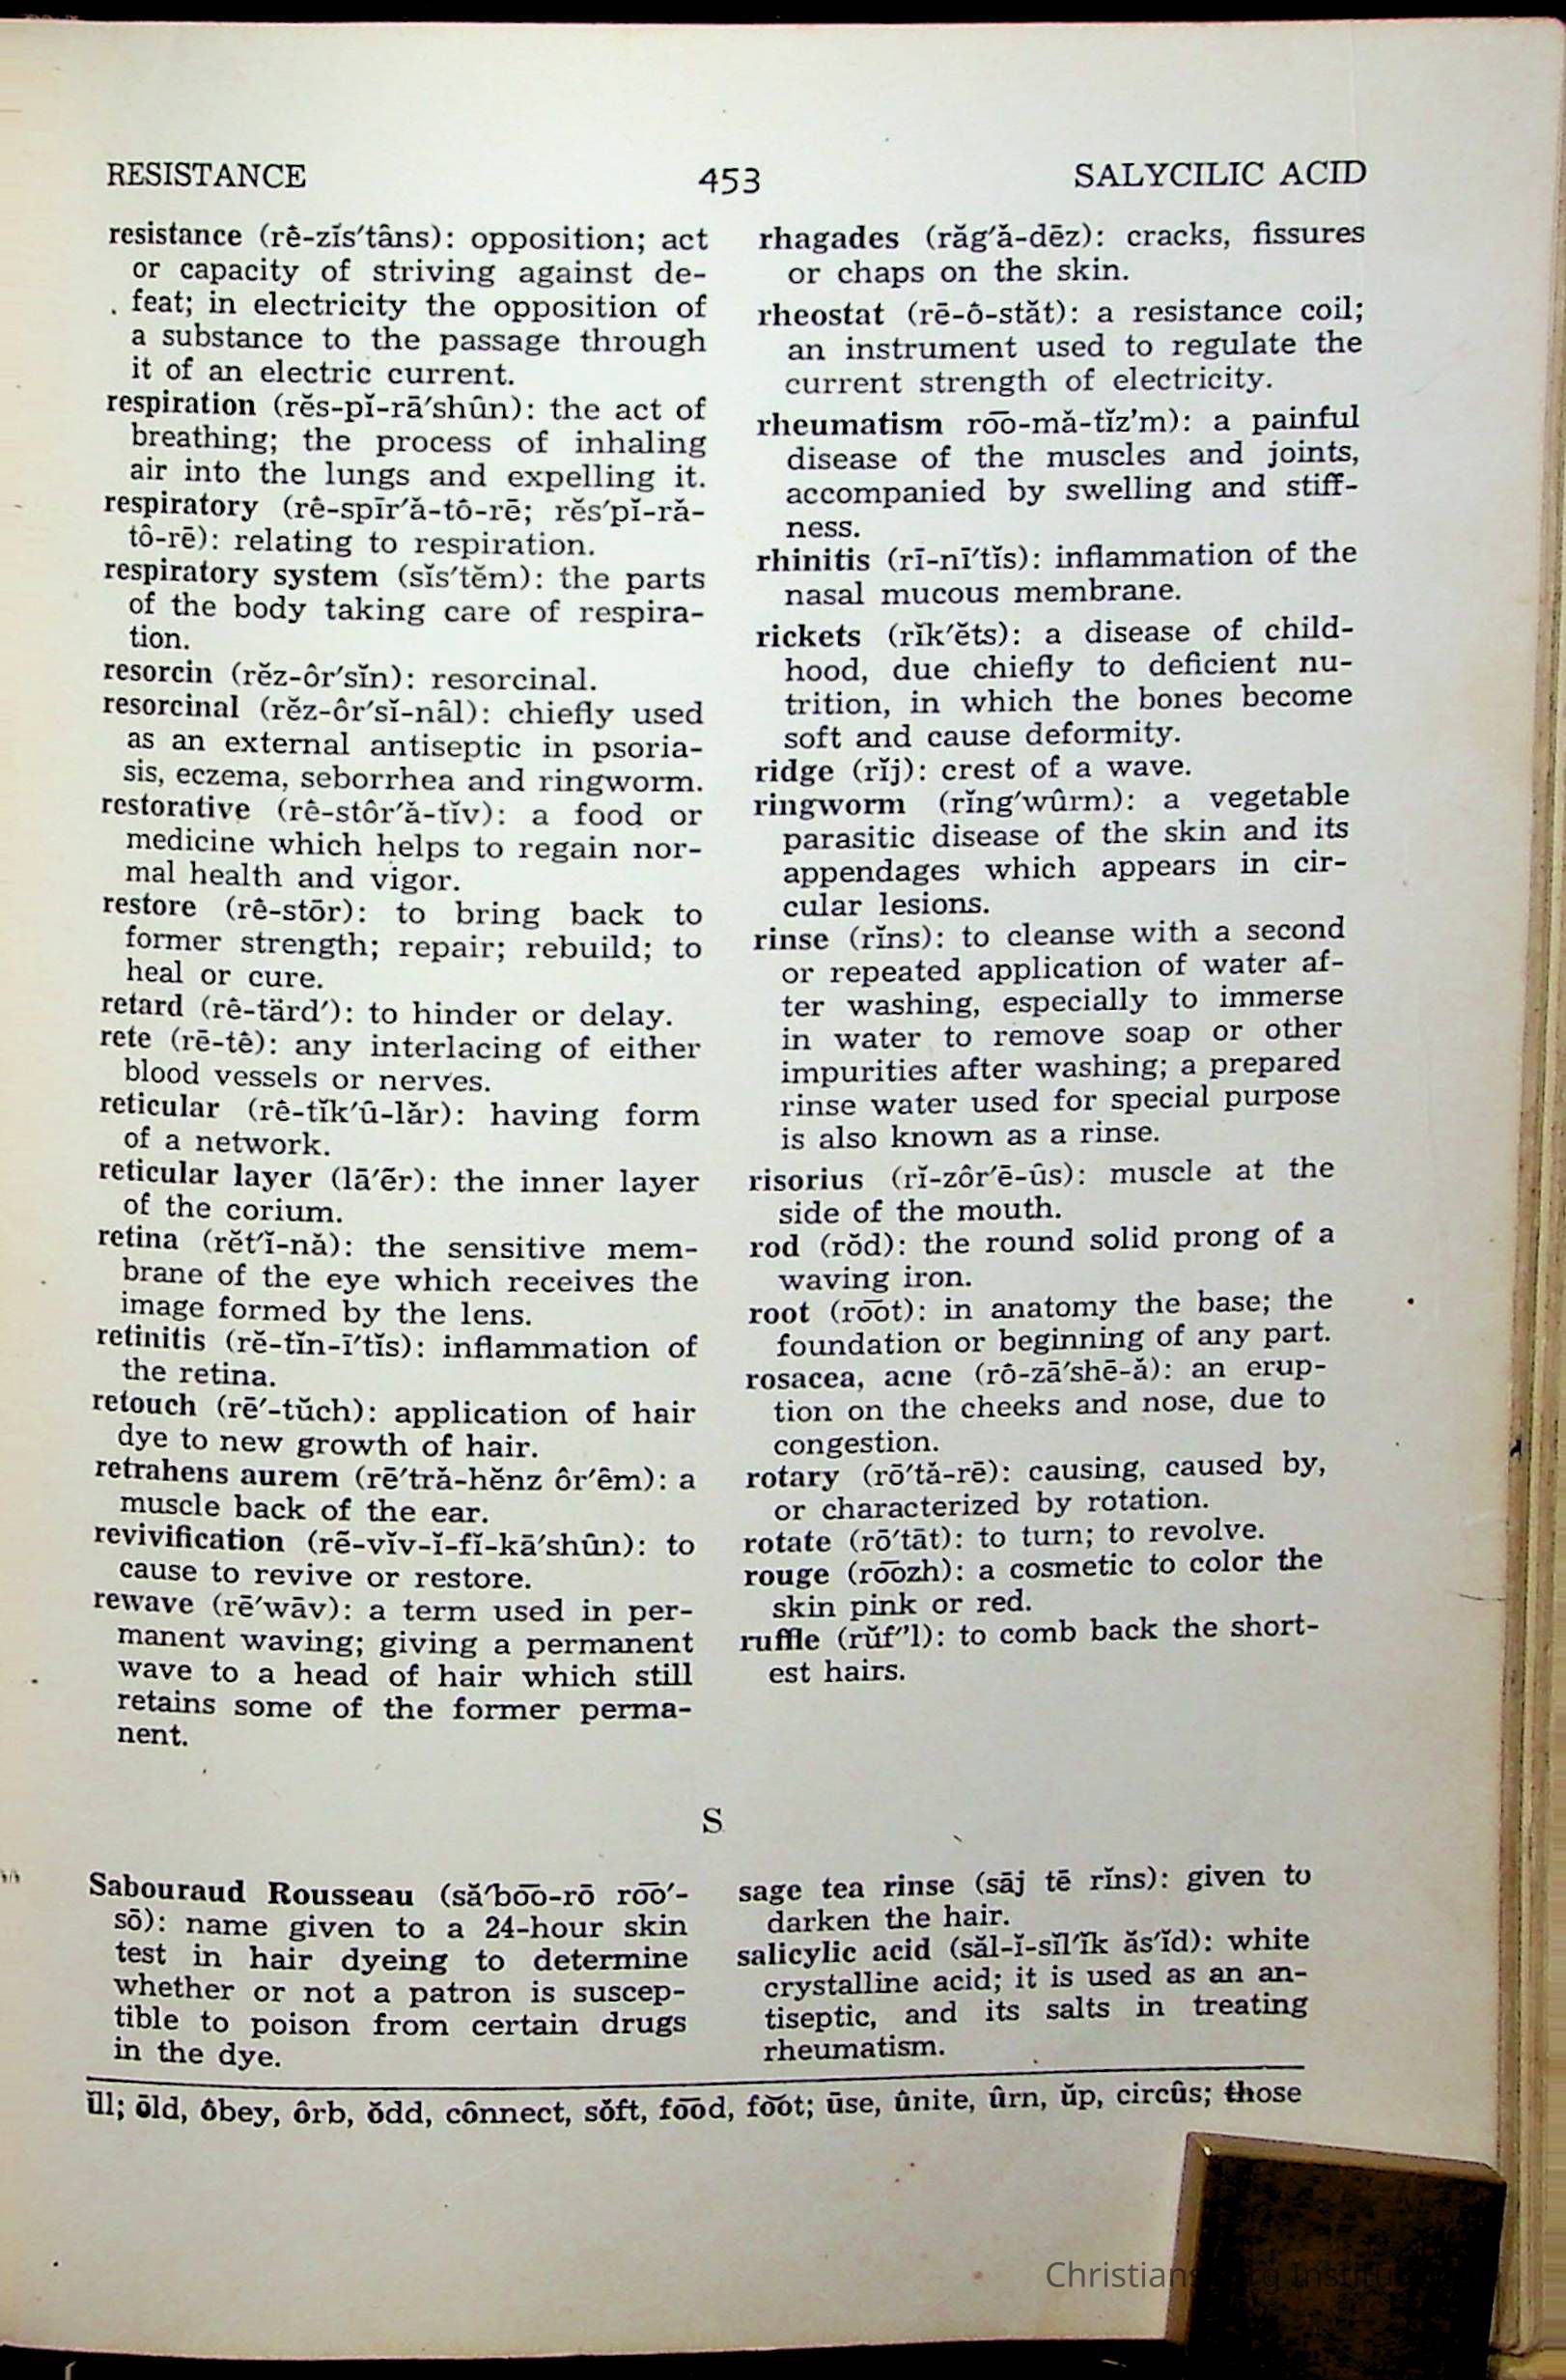 RESISTANCE 453 SALYCILIC ACID
resistance (rê-zĭs′tâns): opposition; act
or capacity of striving against de-
feat; in electricity the opposition of
a substance to the passage through
it of an electric current.
respiration (rĕs-pĭ-rā′shûn): the act of
breathing; the process of inhaling
air into the lungs and expelling it.
respiratory (rê-spīr′ă-tô-rē; rĕs′pĭ-ră-
tô-rē): relating to respiration.
respiratory system (sĭs′tĕm): the parts
of the body taking care of respira-
tion.
resorcin (rĕz-ôr′sĭn): resorcinal.
resorcinal (rĕz-ôr′sĭ-nâl): chiefly used
as an external antiseptic in psoria-
sis, eczema, seborrhea and ringworm.
restorative (rê-stôr′ă-tĭv): a food or
medicine which helps to regain nor-
mal health and vigor.
restore (rê-stōr): to bring back to
former strength; repair; rebuild; to
heal or cure.
retard (rê-tärd′): to hinder or delay.
rete (rē-tê): any interlacing of either
blood vessels or nerves.
reticular (rê-tĭk′û-lăr): having form
of a network.
reticular layer (lā′ẽr): the inner layer
of the corium.
retina (rĕt′ĭ-nă): the sensitive mem-
brane of the eye which receives the
image formed by the lens.
retinitis (rĕ-tĭn-ī′tĭs): inflammation of
the retina.
retouch (rē′-tŭch): application of hair
dye to new growth of hair.
retrahens aurem (rē′tră-hĕnz ôr′êm): a
muscle back of the ear.
revivification (rē-vĭv-ĭ-fĭ-kā′shûn): to
cause to revive or restore.
rewave (rē′wāv): a term used in per-
manent waving; giving a permanent
wave to a head of hair which still
retains some of the former perma-
nent.
rhagades (răg′ă-dēz): cracks, fissures
or chaps on the skin.
rheostat (rē-ô-stăt): a resistance coil;
an instrument used to regulate the
current strength of electricity.
rheumatism ro͞o-mă-tĭz’m): a painful
disease of the muscles and joints,
accompanied by swelling and stiff-
ness.
rhinitis (rī-nī′tĭs): inflammation of the
nasal mucous membrane.
rickets (rĭk′ĕts): a disease of child-
hood, due chiefly to deficient nu-
trition, in which the bones become
soft and cause deformity.
ridge (rĭj): crest of a wave.
ringworm (rĭng′wûrm): a vegetable
parasitic disease of the skin and its
appendages which appears in cir-
cular lesions.
rinse (rĭns): to cleanse with a second
or repeated application of water af-
ter washing, especially to immerse
in water to remove soap or other
impurities after washing; a prepared
rinse water used for special purpose
is also known as a rinse.
risorius (rĭ-zôr′ē-ûs): muscle at the
side of the mouth.
rod (rŏd): the round solid prong of a
waving iron.
root (ro͞ot): in anatomy the base; the
foundation or beginning of any part.
rosacea, acne (rô-zā′shē-ă): an erup-
tion on the cheeks and nose, due to
congestion.
rotary (rō′tă-rē): causing, caused by,
or characterized by rotation.
rotate (rō′tāt): to turn; to revolve.
rouge (ro͞ozh): a cosmetic to color the
skin pink or red.
ruffle (rŭf′’l): to comb back the short-
est hairs.
S
Sabouraud Rousseau (să′bo͞o-rō ro͞o′-
sō): name given to a 24-hour skin
test in hair dyeing to determine
whether or not a patron is suscep-
tible to poison from certain drugs
in the dye.
sage tea rinse (sāj tē rĭns): given to
darken the hair.
salicylic acid (săl-ĭ-sĭl′ĭk ăs′ĭd): white
crystalline acid; it is used as an an-
tiseptic, and its salts in treating
rheumatism.
ĭll; ōld, ôbey, ôrb, ŏdd, cônnect, sŏft, fo͞od, fo͝ot; ūse, ûnite, ûrn, ŭp, circûs; those